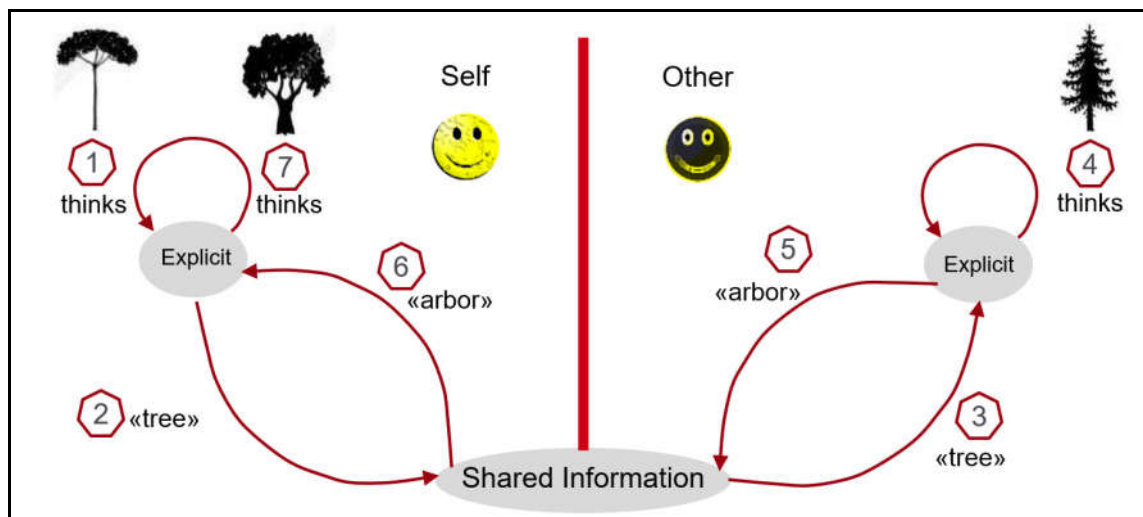 Self
Other
1
thinks
7
thinks
4
thinks
Explicit
6
«arbor»
5
«arbor»
Explicit
2 «tree»
3
«tree»
Shared Information